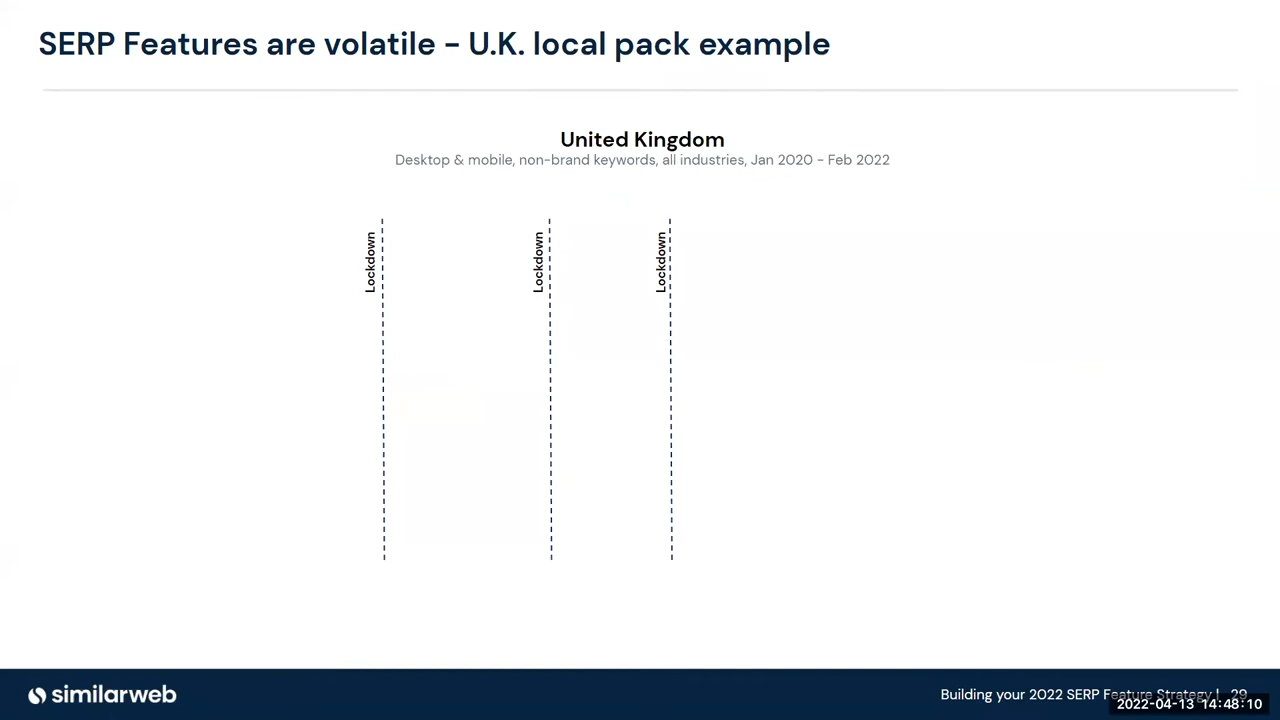 SERP Features are volatile - U.K. local pack example
United Kingdom
Desktop & mobile, non-brand keywords, all industries, Jan 2020 - Feb 2022
Lockdown
Lockdown
Lockdown
similarweb
Building your 2022 SERP Feature Strategy | 29
2022-04-13 14:48:10